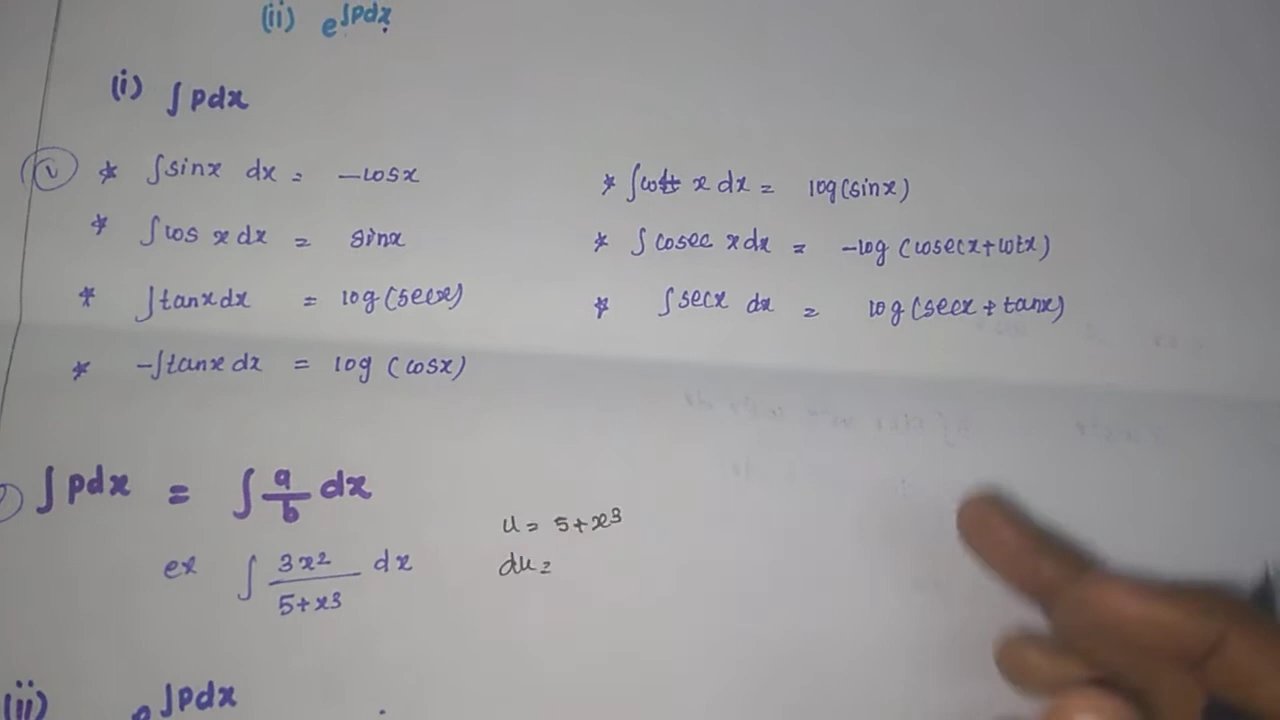 (ii) e^∫Pdx
(i) ∫Pdx
* ∫sinx dx = -cosx
* ∫cos x dx = sinx
* ∫tanx dx = log(secx)
* -∫tanx dx = log (cosx)
* ∫cot x dx = log(sinx)
* ∫cosec x dx = -log (cosecx+cotx)
* ∫secx dx = log(secx + tanx)
∫Pdx = ∫a/b dx
ex ∫ 3x²/5+x³ dx
u = 5+x³
du =
(ii) e^∫Pdx